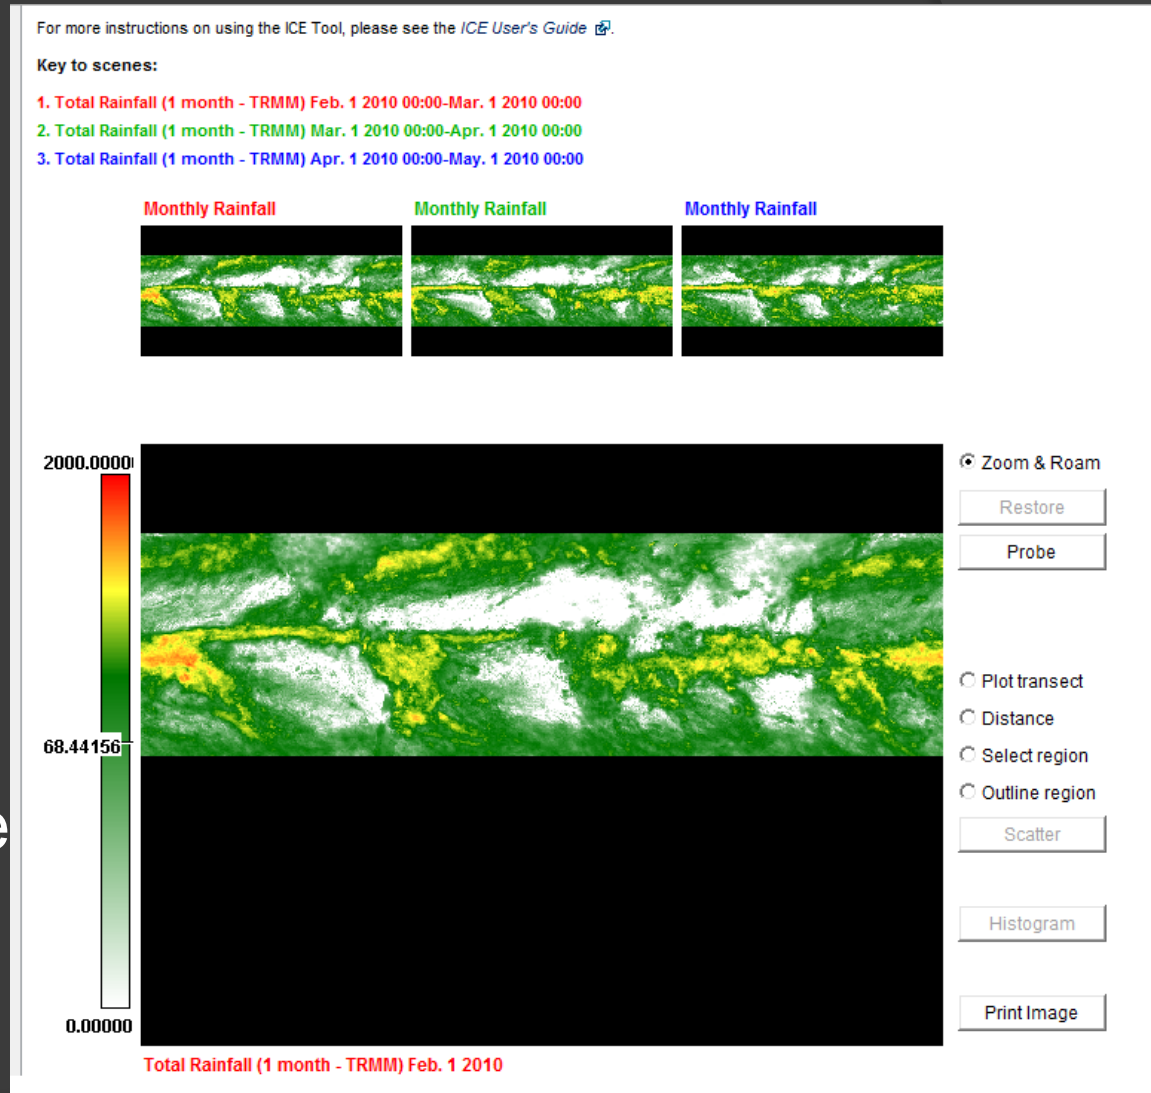 For more instructions on using the ICE Tool, please see the ICE User's Guide.
Key to scenes:
1. Total Rainfall (1 month - TRMM) Feb. 1 2010 00:00-Mar. 1 2010 00:00
2. Total Rainfall (1 month - TRMM) Mar. 1 2010 00:00-Apr. 1 2010 00:00
3. Total Rainfall (1 month - TRMM) Apr. 1 2010 00:00-May. 1 2010 00:00
Monthly Rainfall Monthly Rainfall Monthly Rainfall
2000.0000
Zoom & Roam
Restore
Probe
Plot transect
Distance
68.44156
Select region
Outline region
e
Scatter
Histogram
Print Image
0.00000
Total Rainfall (1 month - TRMM) Feb. 1 2010